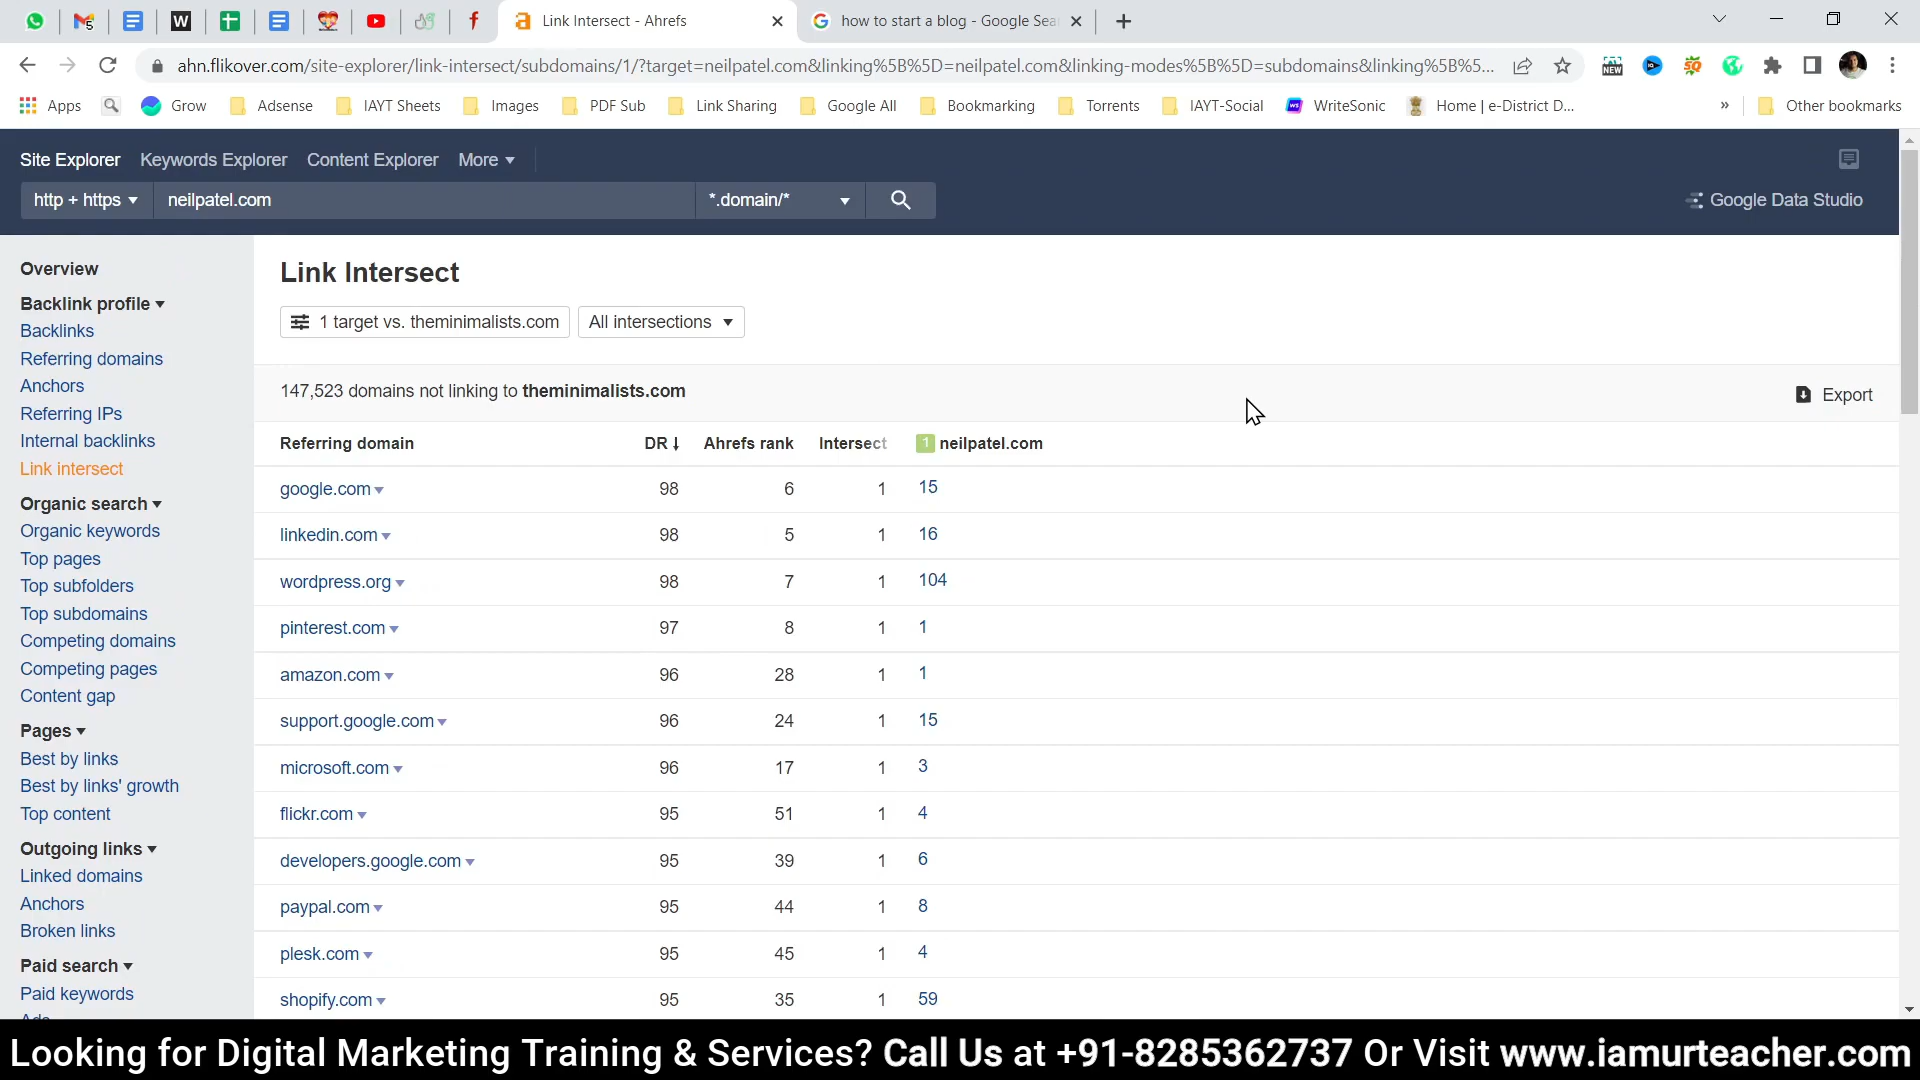 Link Intersect - Ahrefs
how to start a blog - Google Sea
ahn.flikover.com/site-explorer/link-intersect/subdomains/1/?target=neilpatel.com&linking%5B%5D=neilpatel.com&linking-modes%5B%5D=subdomains&linking%5B%5...
Apps Grow Adsense IAYT Sheets Images PDF Sub Link Sharing Google All Bookmarking Torrents IAYT-Social WriteSonic Home | e-District D... » Other bookmarks
Site Explorer Keywords Explorer Content Explorer More
http + https neilpatel.com *.domain/* Google Data Studio
Overview
Backlink profile
Backlinks
Referring domains
Anchors
Referring IPs
Internal backlinks
Link intersect
Organic search
Organic keywords
Top pages
Top subfolders
Top subdomains
Competing domains
Competing pages
Content gap
Pages
Best by links
Best by links' growth
Top content
Outgoing links
Linked domains
Anchors
Broken links
Paid search
Paid keywords
Link Intersect
1 target vs. theminimalists.com All intersections
147,523 domains not linking to theminimalists.com Export
Referring domain DR↓ Ahrefs rank Intersect 1 neilpatel.com
google.com 98 6 1 15
linkedin.com 98 5 1 16
wordpress.org 98 7 1 104
pinterest.com 97 8 1 1
amazon.com 96 28 1 1
support.google.com 96 24 1 15
microsoft.com 96 17 1 3
flickr.com 95 51 1 4
developers.google.com 95 39 1 6
paypal.com 95 44 1 8
plesk.com 95 45 1 4
shopify.com 95 35 1 59
Looking for Digital Marketing Training & Services? Call Us at +91-8285362737 Or Visit www.iamurteacher.com